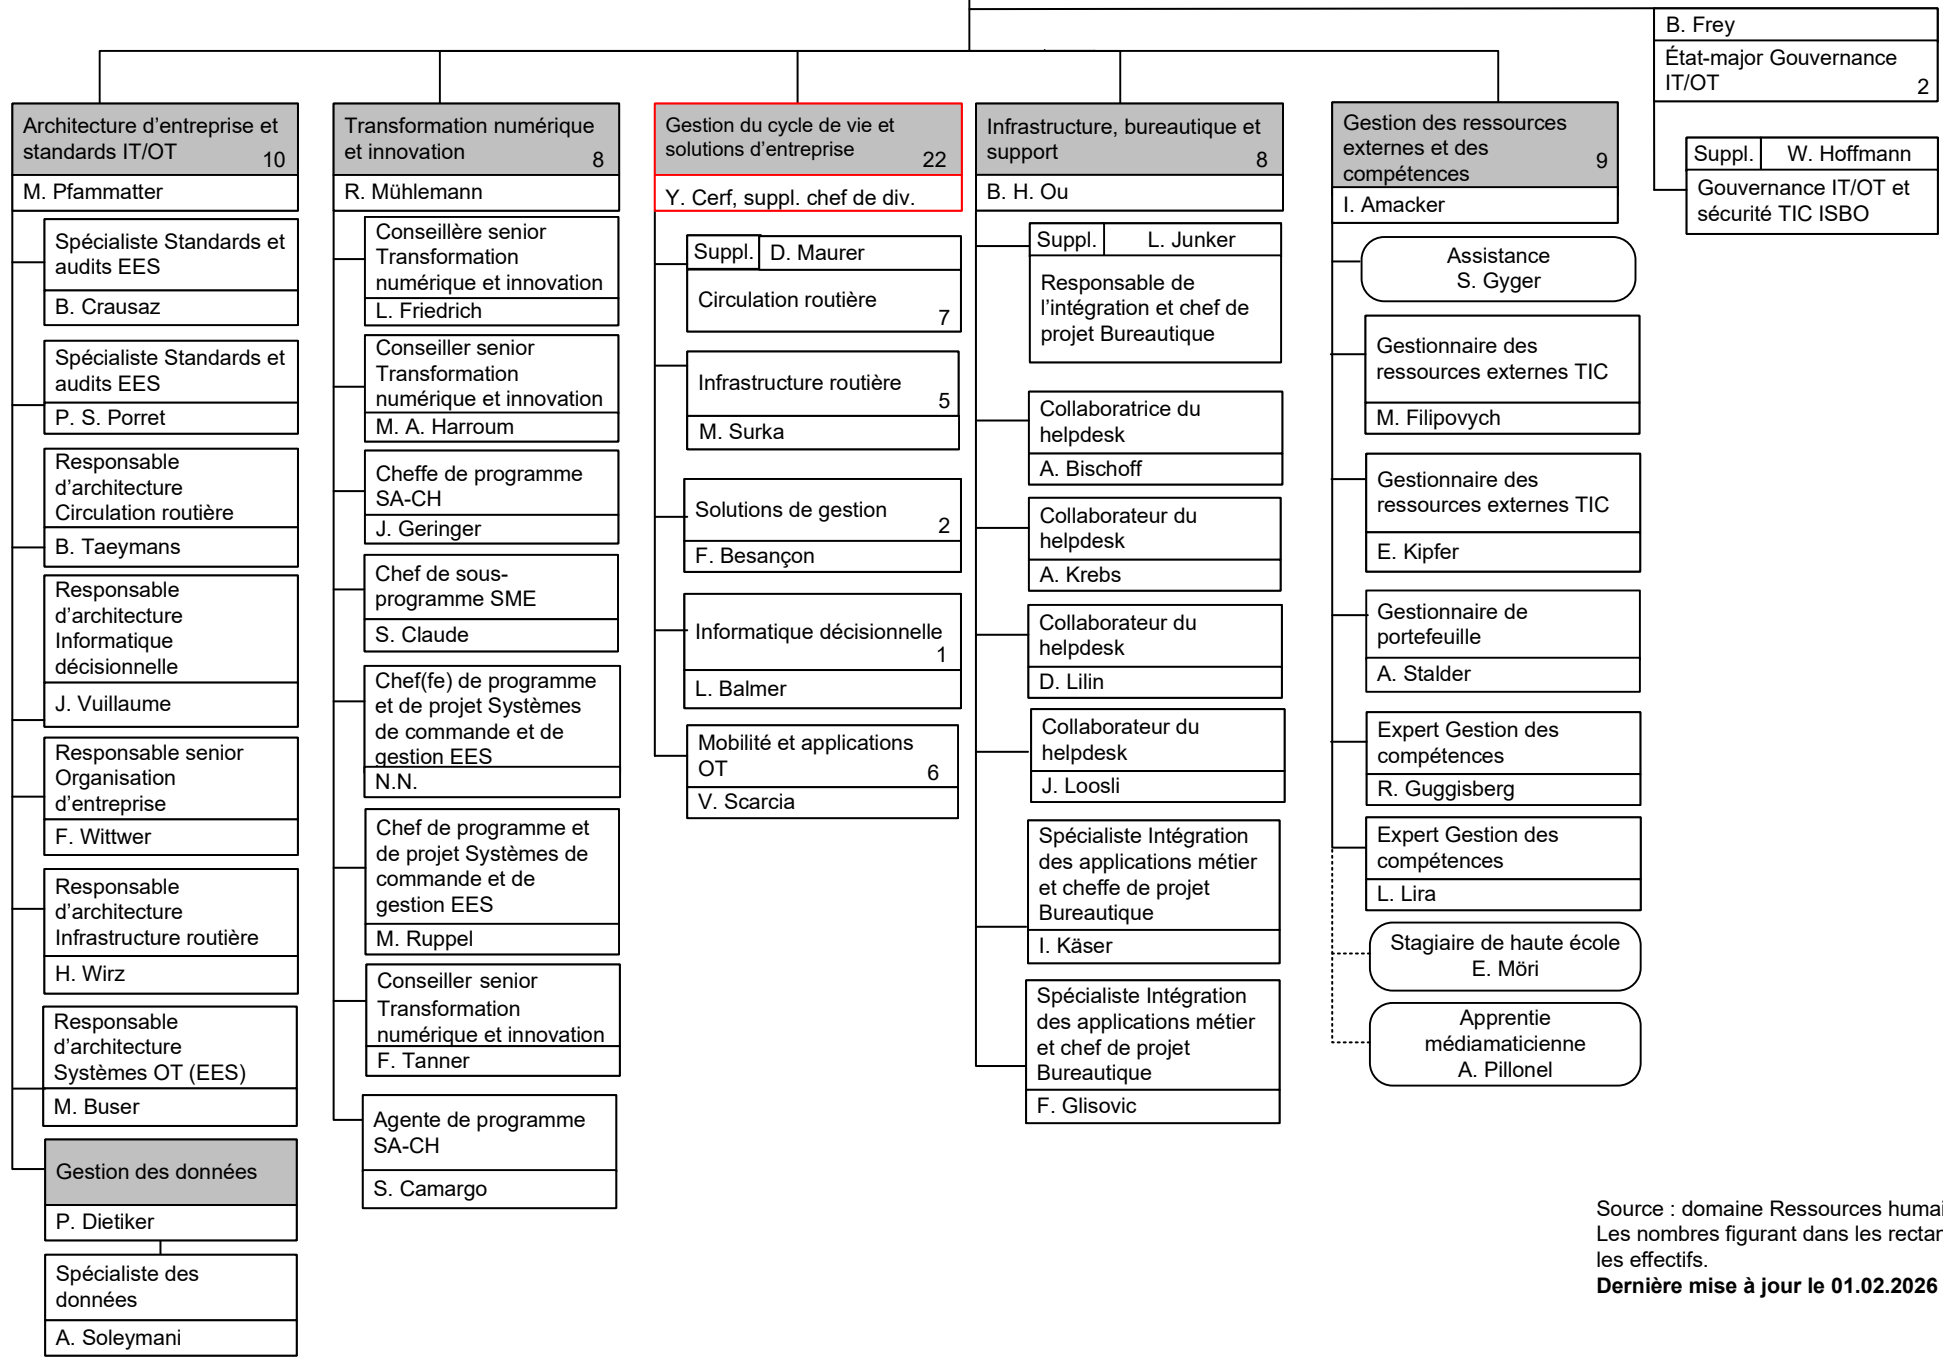 B. Frey
État-major Gouvernance
IT/OT
2
Suppl.
W. Hoffmann
Gouvernance IT/OT et
sécurité TIC ISBO
Architecture d’entreprise et
standards IT/OT
10
M. Pfammatter
Spécialiste Standards et
audits EES
B. Crausaz
Spécialiste Standards et
audits EES
P. S. Porret
Responsable
d’architecture
Circulation routière
B. Taeymans
Responsable
d’architecture
Informatique
décisionnelle
J. Vuillaume
Responsable senior
Organisation
d’entreprise
F. Wittwer
Responsable
d’architecture
Infrastructure routière
H. Wirz
Responsable
d’architecture
Systèmes OT (EES)
M. Buser
Gestion des données
P. Dietiker
Spécialiste des
données
A. Soleymani
Transformation numérique
et innovation
8
R. Mühlemann
Conseillère senior
Transformation
numérique et innovation
L. Friedrich
Conseiller senior
Transformation
numérique et innovation
M. A. Harroum
Cheffe de programme
SA-CH
J. Geringer
Chef de sous-
programme SME
S. Claude
Chef(fe) de programme
et de projet Systèmes
de commande et de
gestion EES
N.N.
Chef de programme et
de projet Systèmes de
commande et de
gestion EES
M. Ruppel
Conseiller senior
Transformation
numérique et innovation
F. Tanner
Agente de programme
SA-CH
S. Camargo
Gestion du cycle de vie et
solutions d’entreprise
22
Y. Cerf, suppl. chef de div.
Suppl.
D. Maurer
Circulation routière
7
Infrastructure routière
5
M. Surka
Solutions de gestion
2
F. Besançon
Informatique décisionnelle
1
L. Balmer
Mobilité et applications
OT
6
V. Scarcia
Infrastructure, bureautique et
support
8
B. H. Ou
Suppl.
L. Junker
Responsable de
l’intégration et chef de
projet Bureautique
Collaboratrice du
helpdesk
A. Bischoff
Collaborateur du
helpdesk
A. Krebs
Collaborateur du
helpdesk
D. Lilin
Collaborateur du
helpdesk
J. Loosli
Spécialiste Intégration
des applications métier
et cheffe de projet
Bureautique
I. Käser
Spécialiste Intégration
des applications métier
et chef de projet
Bureautique
F. Glisovic
Gestion des ressources
externes et des
compétences
9
I. Amacker
Assistance
S. Gyger
Gestionnaire des
ressources externes TIC
M. Filipovych
Gestionnaire des
ressources externes TIC
E. Kipfer
Gestionnaire de
portefeuille
A. Stalder
Expert Gestion des
compétences
R. Guggisberg
Expert Gestion des
compétences
L. Lira
Stagiaire de haute école
E. Möri
Apprentie
médiamaticienne
A. Pillonel
Source : domaine Ressources
Les nombres figurant dans les
les effectifs.
Dernière mise à jour le 01.02.2026